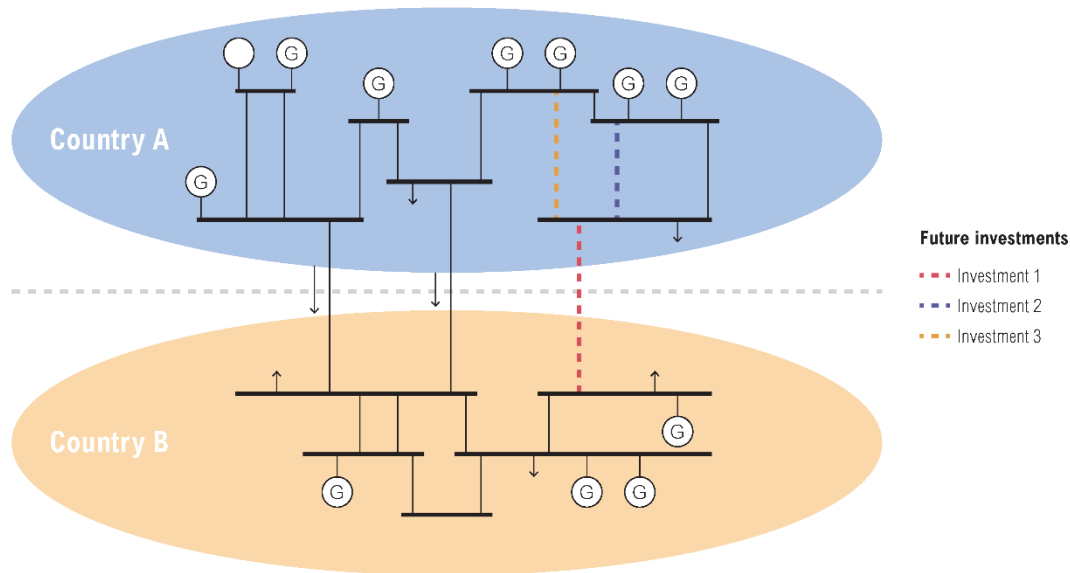 G
G
G
G
G
G
Country A
G
Future investments
Investment 1
Investment 2
Investment 3
Country B
G
G
G
G